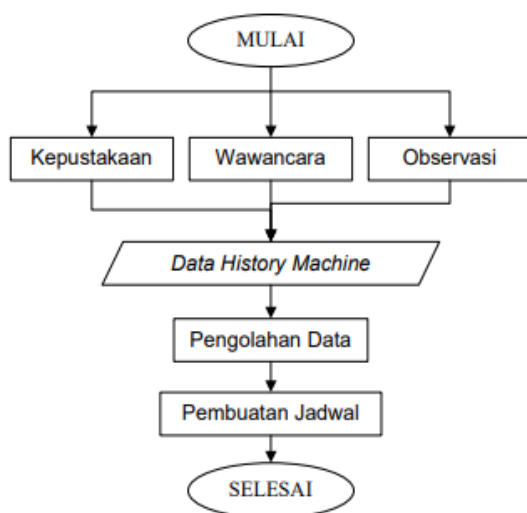 MULAI
Kepustakaan
Wawancara
Observasi
Data History Machine
Pengolahan Data
Pembuatan Jadwal
SELESAI